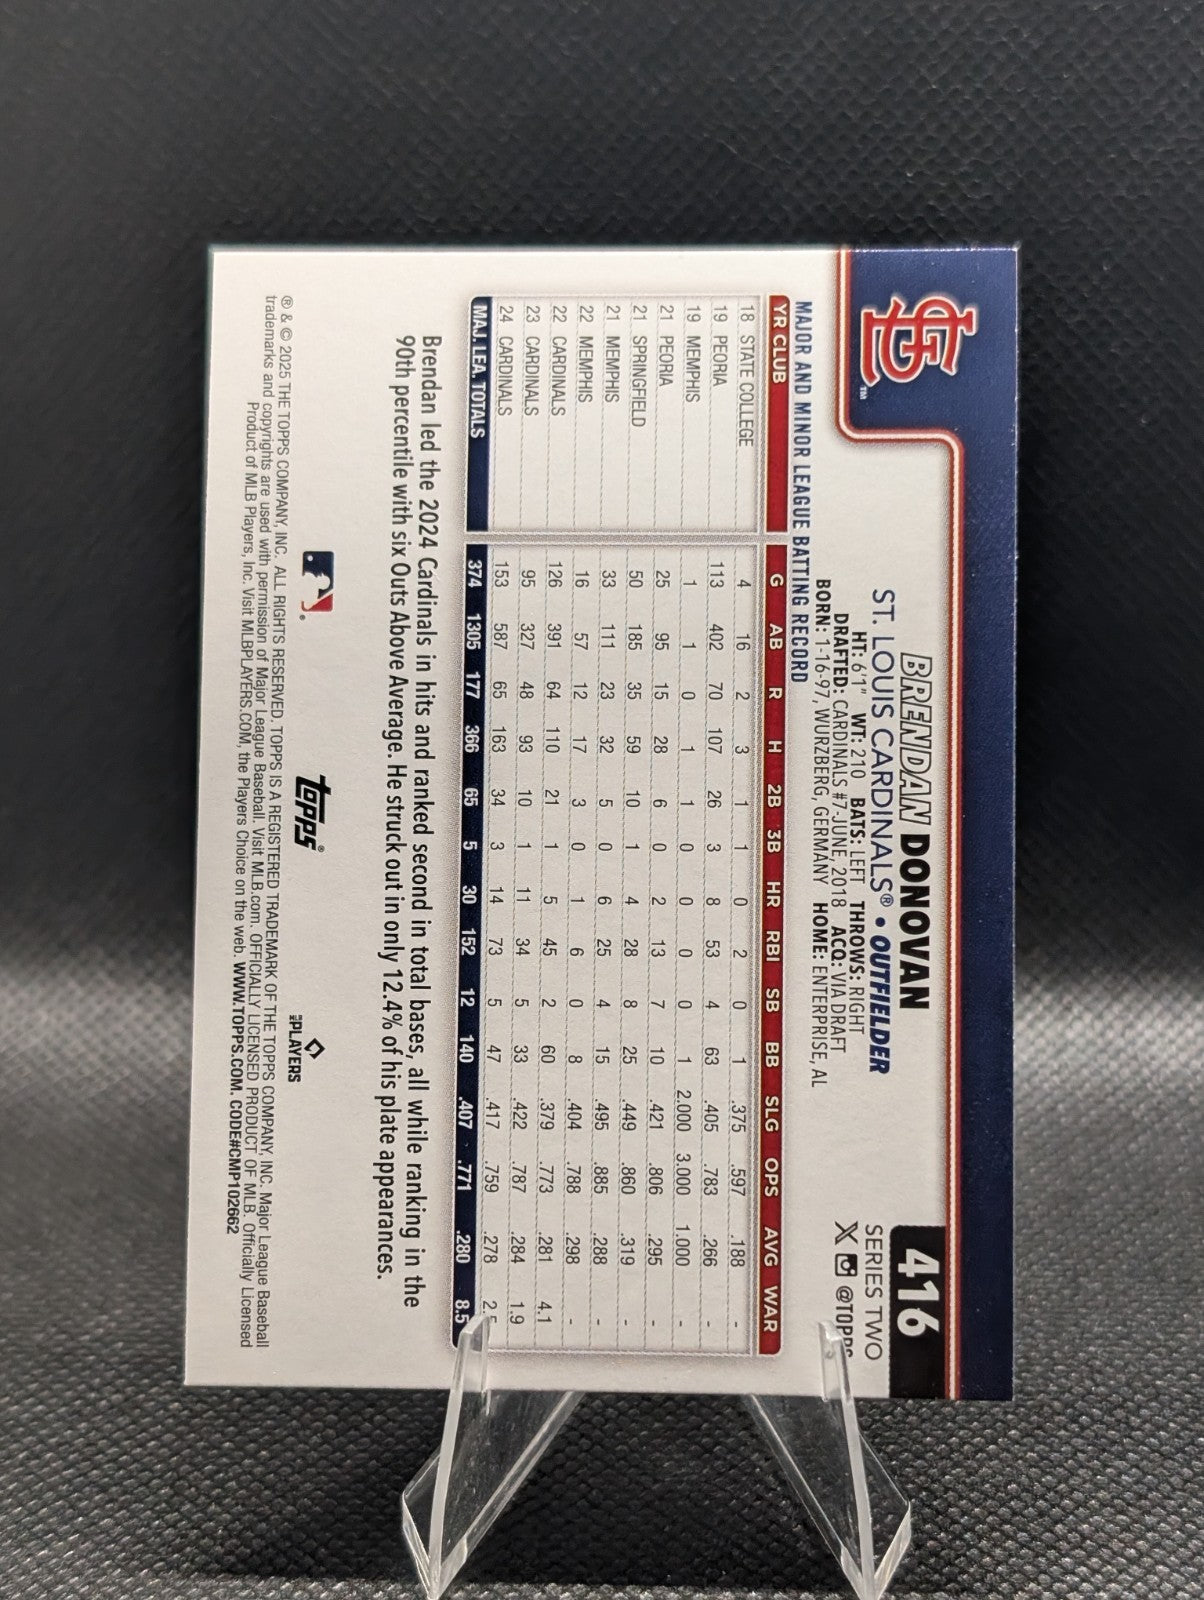 STL
TM
BRENDAN DONOVAN
416
ST. LOUIS CARDINALS® • OUTFIELDER
SERIES TWO
HT: 6'1" WT: 210 BATS: LEFT THROWS: RIGHT
@TOPPS
DRAFTED: CARDINALS #7-JUNE, 2018 ACQ: VIA DRAFT
BORN: 1-16-97, WURZBERG, GERMANY HOME: ENTERPRISE, AL
MAJOR AND MINOR LEAGUE BATTING RECORD
YR CLUB G AB R H 2B 3B HR RBI SB BB SLG OPS AVG WAR
18 STATE COLLEGE 4 16 2 3 1 1 0 2 0 1 .375 .597 .188 -
19 PEORIA 113 402 70 107 26 3 8 53 4 63 .405 .783 .266 -
19 MEMPHIS 1 1 0 1 1 0 0 0 0 1 2.000 3.000 1.000 -
21 PEORIA 25 95 15 28 6 0 2 13 7 10 .421 .806 .295 -
21 SPRINGFIELD 50 185 35 59 10 1 4 28 8 25 .449 .860 .319 -
21 MEMPHIS 33 111 23 32 5 0 6 25 4 15 .495 .885 .288 -
22 MEMPHIS 16 57 12 17 3 0 1 6 0 8 .404 .788 .298 -
22 CARDINALS 126 391 64 110 21 1 5 45 2 60 .379 .773 .281 4.1
23 CARDINALS 95 327 48 93 10 1 11 34 5 33 .422 .787 .284 1.9
24 CARDINALS 153 587 65 163 34 3 14 73 5 47 .417 .759 .278 2.5
MAJ. LEA. TOTALS 374 1305 177 366 65 5 30 152 12 140 .407 .771 .280 8.5
Brendan led the 2024 Cardinals in hits and ranked second in total bases, all while ranking in the
90th percentile with six Outs Above Average. He struck out in only 12.4% of his plate appearances.
topps®
MLB PLAYERS
® & © 2025 THE TOPPS COMPANY, INC. ALL RIGHTS RESERVED. TOPPS IS A REGISTERED TRADEMARK OF THE TOPPS COMPANY, INC. Major League Baseball
trademarks and copyrights are used with permission of Major League Baseball. Visit MLB.com. OFFICIALLY LICENSED PRODUCT OF MLB. Officially Licensed
Product of MLB Players, Inc. Visit MLBPLAYERS.COM, the Players Choice on the web. WWW.TOPPS.COM. CODE#CMP102662